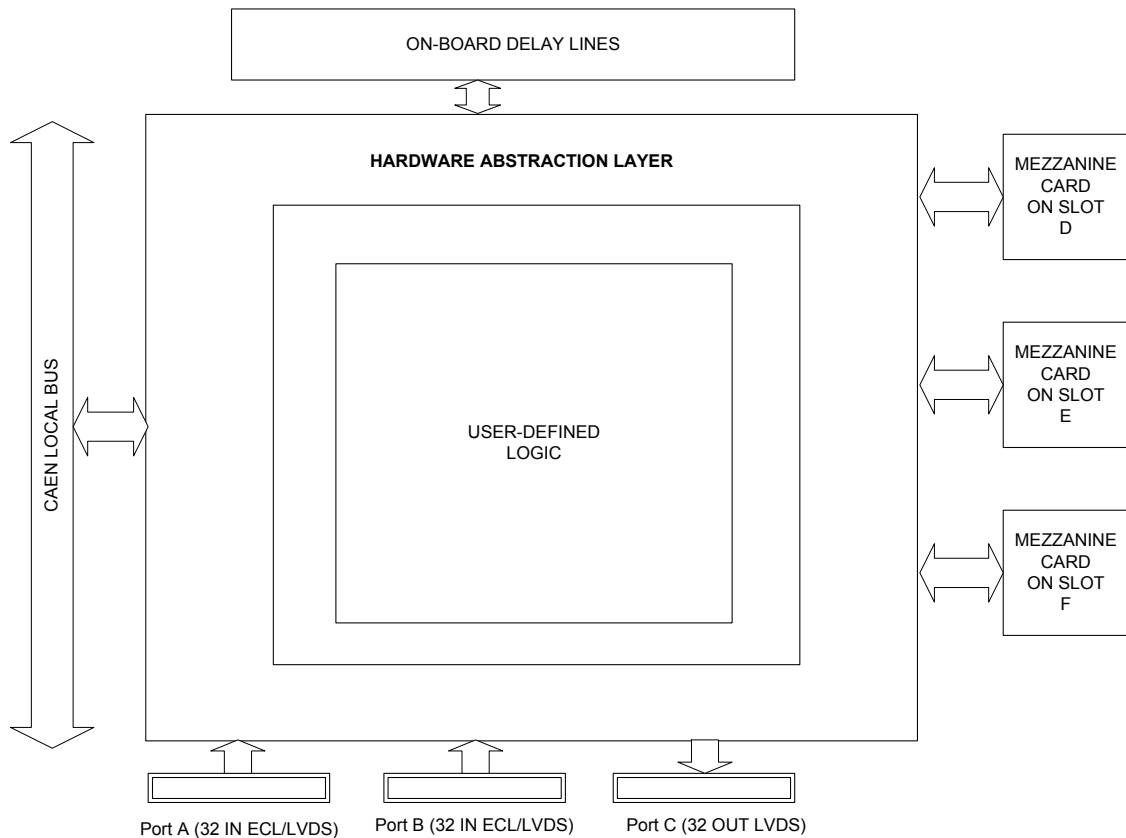 ON-BOARD DELAY LINES
HARDWARE ABSTRACTION LAYER
MEZZANINE
CARD
ON SLOT
D
CAEN LOCAL BUS
USER-DEFINED
LOGIC
MEZZANINE
CARD
ON SLOT
E
MEZZANINE
CARD
ON SLOT
F
Port A (32 IN ECL/LVDS)
Port B (32 IN ECL/LVDS)
Port C (32 OUT LVDS)